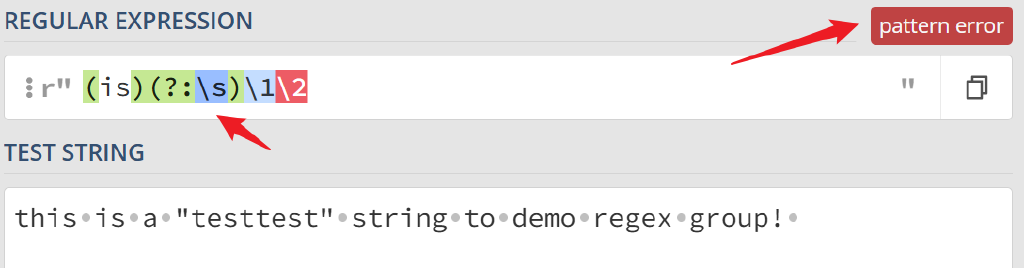 REGULAR EXPRESSION
pattern error
r" (is)(?:\s)\1\2 "
TEST STRING
this·is·a·"testtest"·string·to·demo·regex·group!·